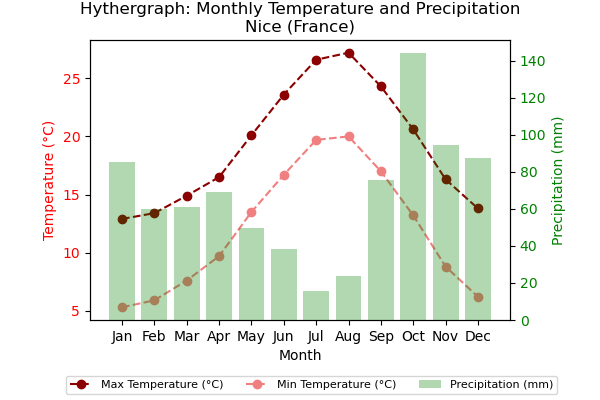 Hythergraph: Monthly Temperature and Precipitation
Nice (France)
Temperature (°C)
25
20
15
10
5
140
120
100
80
60
40
20
0
Precipitation (mm)
Jan Feb Mar Apr May Jun Jul Aug Sep Oct Nov Dec
Month
Max Temperature (°C) Min Temperature (°C) Precipitation (mm)